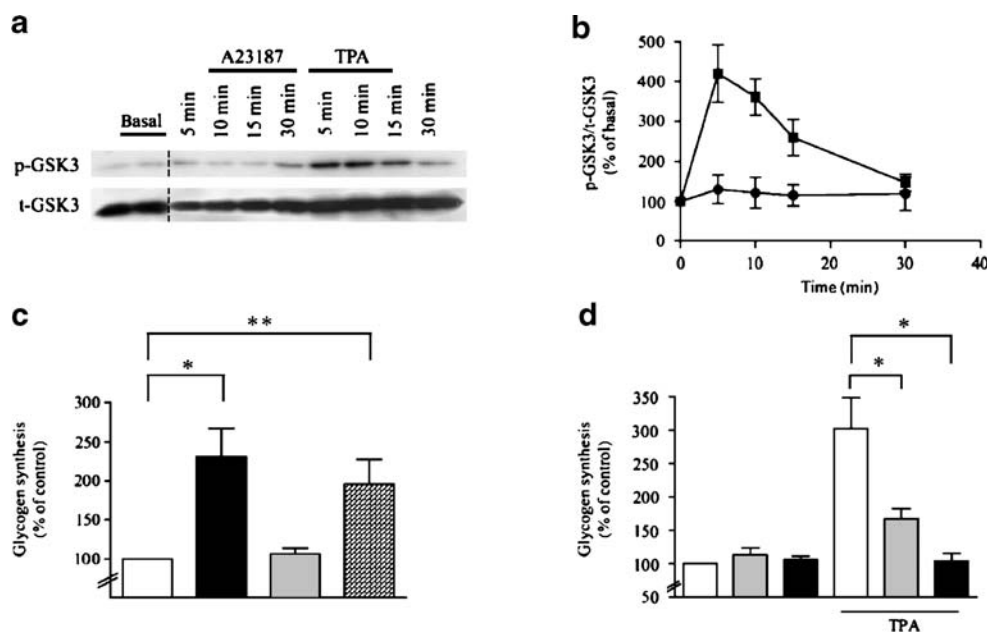 a
A23187
TPA
Basal
5 min
10 min
15 min
30 min
5 min
10 min
15 min
30 min
p-GSK3
t-GSK3
b
p-GSK3/t-GSK3
(% of basal)
500
400
300
200
100
0
0
10
20
30
40
Time (min)
c
**
*
Glycogen synthesis
(% of control)
300
250
200
150
100
d
*
*
Glycogen synthesis
(% of control)
350
300
250
200
150
100
50
TPA